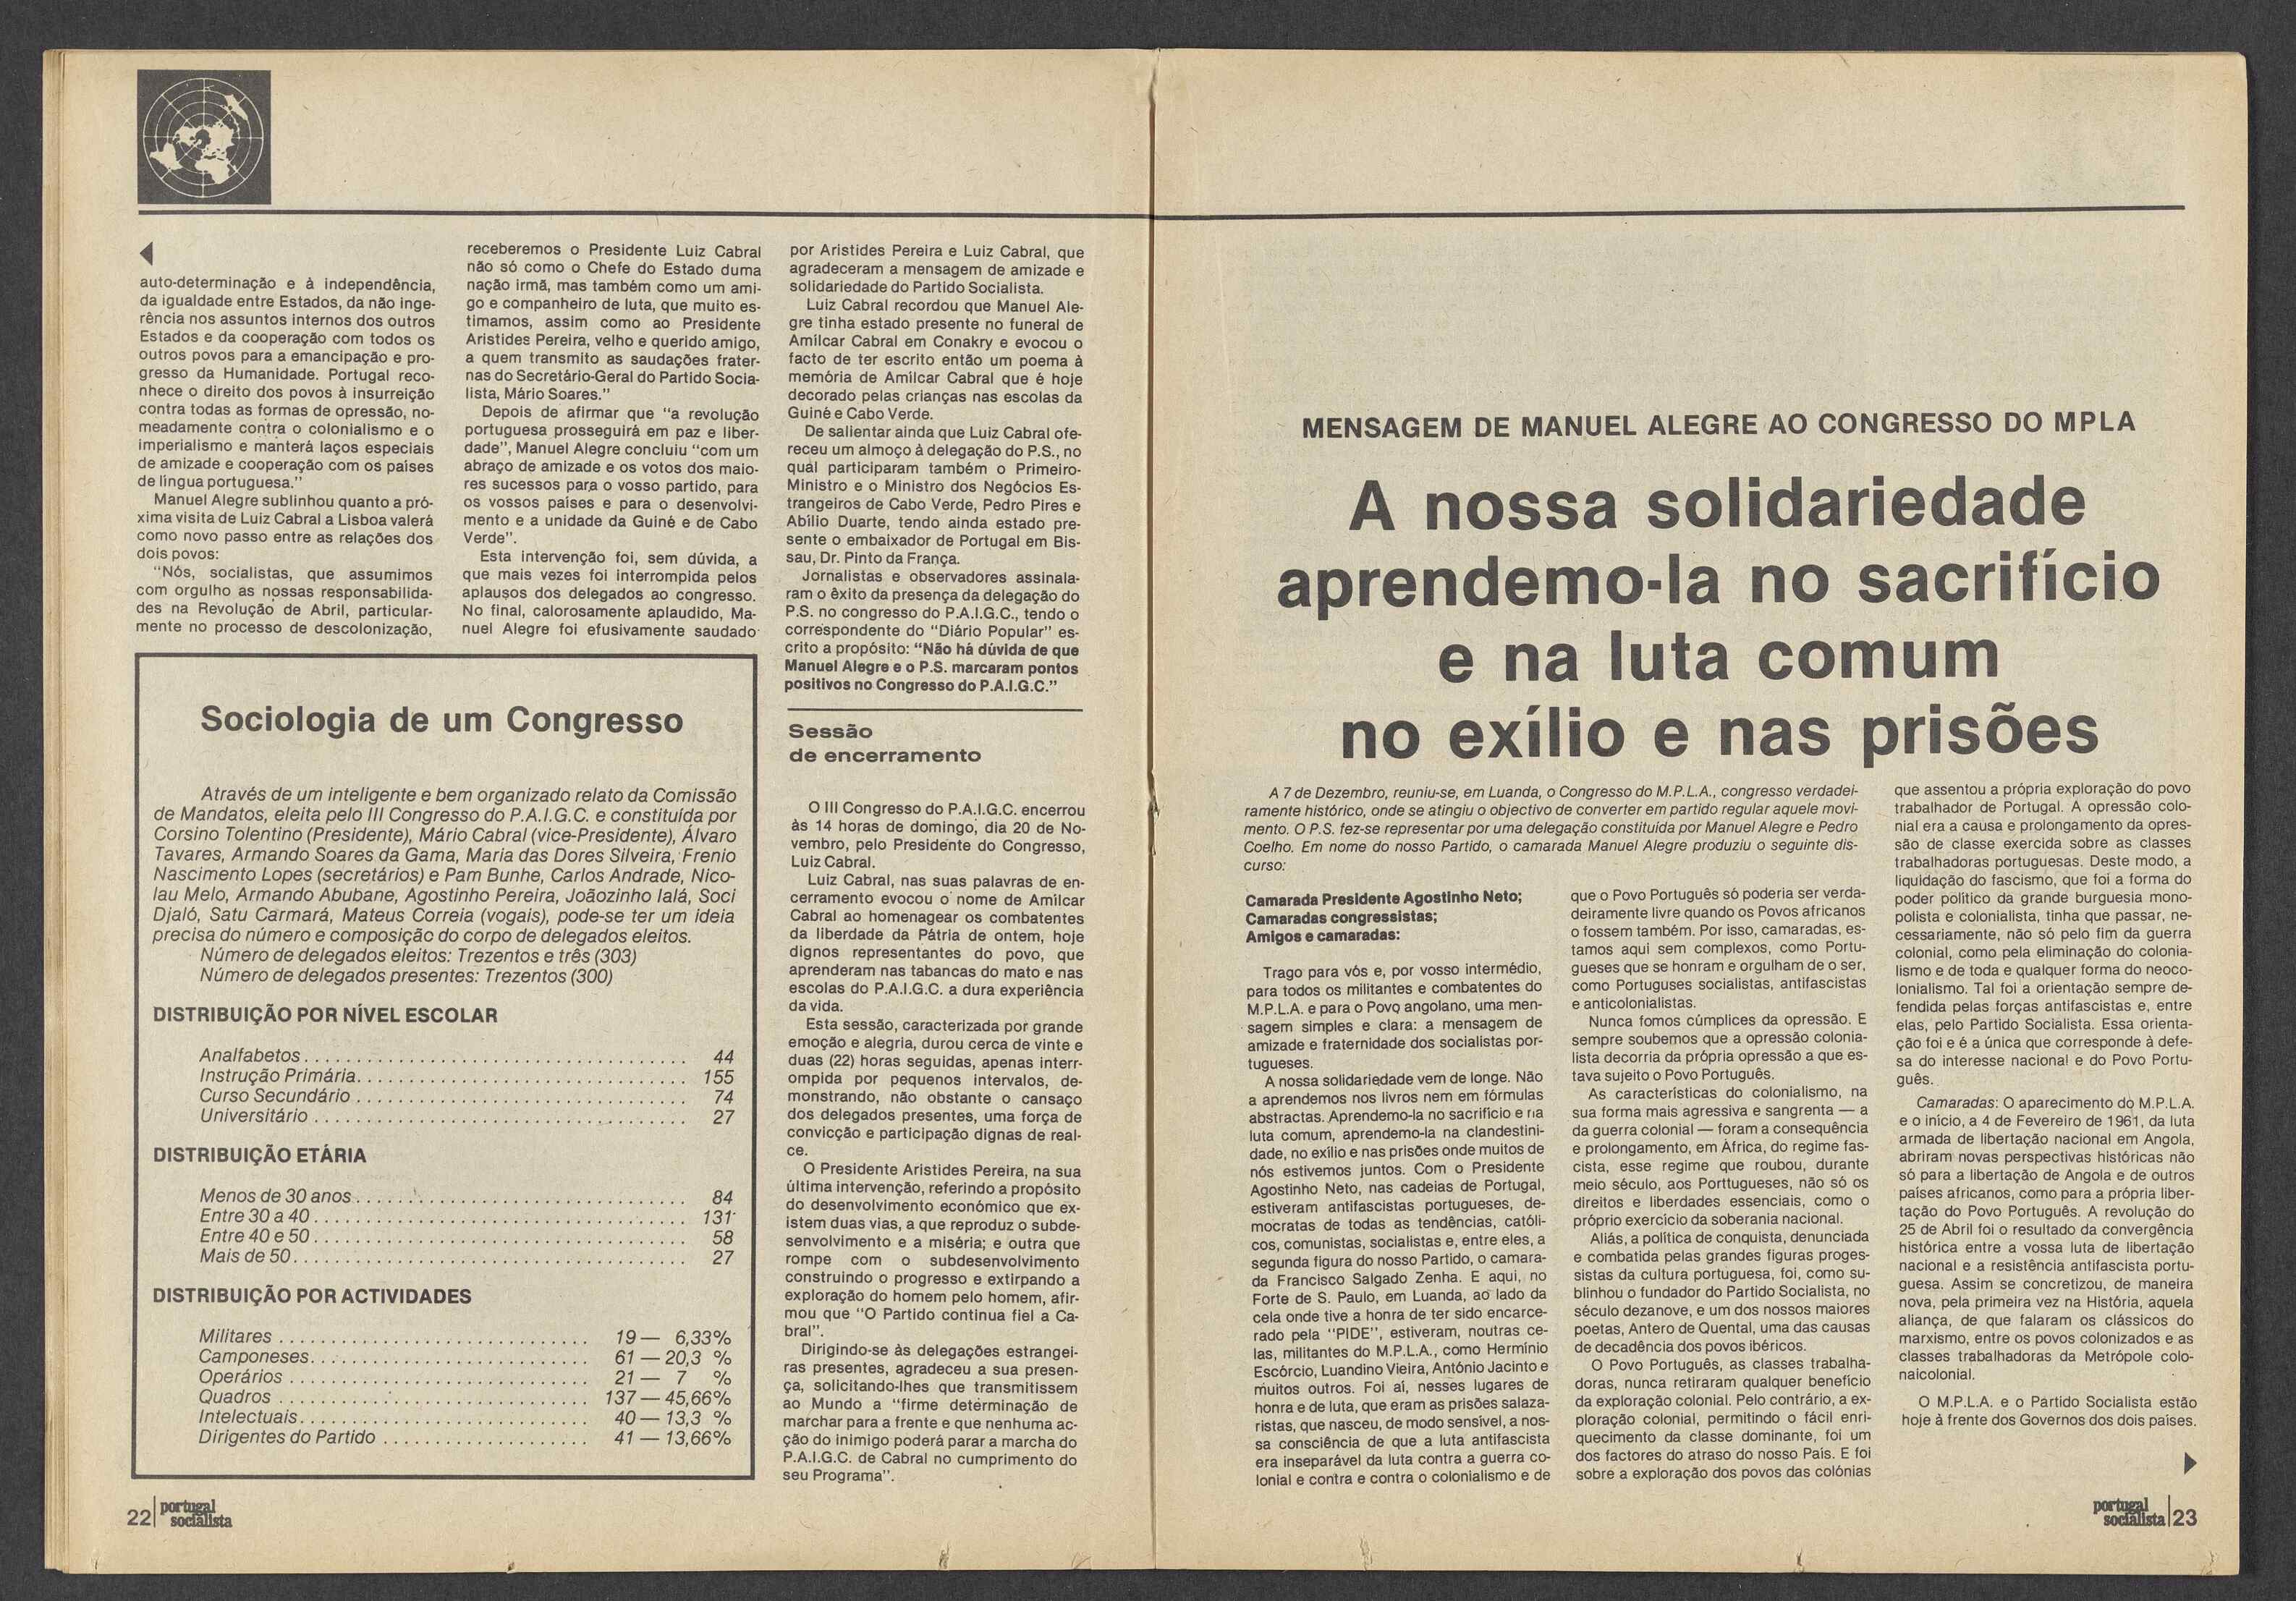 auto-determinação e à independência,
da igualdade entre Estados, da não inge-
rência nos assuntos internos dos outros
Estados e da cooperação com todos os
outros povos para a emancipação e pro-
gresso da Humanidade. Portugal reco-
nhece o direito dos povos à insurreição
contra todas as formas de opressão, no-
meadamente contra o colonialismo e o
imperialismo e manterá laços especiais
de amizade e cooperação com os países
de língua portuguesa."
Manuel Alegre sublinhou quanto a pró-
xima visita de Luiz Cabral a Lisboa valerá
como novo passo entre as relações dos
dois povos:
"Nós, socialistas, que assumimos
com orgulho as nossas responsabilida-
des na Revolução de Abril, particular-
mente no processo de descolonização,
receberemos o Presidente Luiz Cabral
não só como o Chefe do Estado duma
nação irmã, mas também como um ami-
go e companheiro de luta, que muito es-
timamos, assim como ao Presidente
Aristides Pereira, velho e querido amigo,
a quem transmito as saudações frater-
nas do Secretário-Geral do Partido Socia-
lista, Mário Soares."
Depois de afirmar que "a revolução
portuguesa prosseguirá em paz e liber-
dade", Manuel Alegre concluiu "com um
abraço de amizade e os votos dos maio-
res sucessos para o vosso partido, para
os vossos países e para o desenvolvi-
mento e a unidade da Guiné e de Cabo
Verde".
Esta intervenção foi, sem dúvida, a
que mais vezes foi interrompida pelos
aplausos dos delegados ao congresso.
No final, calorosamente aplaudido, Ma-
nuel Alegre foi efusivamente saudado
por Aristides Pereira e Luiz Cabral, que
agradeceram a mensagem de amizade e
solidariedade do Partido Socialista.
Luiz Cabral recordou que Manuel Ale-
gre tinha estado presente no funeral de
Amílcar Cabral em Conakry e evocou o
facto de ter escrito então um poema à
memória de Amílcar Cabral que é hoje
decorado pelas crianças nas escolas da
Guiné e Cabo Verde.
De salientar ainda que Luiz Cabral ofe-
receu um almoço à delegação do P.S., no
qual participaram também o Primeiro-
Ministro e o Ministro dos Negócios Es-
trangeiros de Cabo Verde, Pedro Pires e
Abílio Duarte, tendo ainda estado pre-
sente o embaixador de Portugal em Bis-
sau, Dr. Pinto da França.
Jornalistas e observadores assinala-
ram o êxito da presença da delegação do
P.S. no congresso do P.A.I.G.C., tendo o
correspondente do "Diário Popular" es-
crito a propósito: "Não há dúvida de que
Manuel Alegre e o P.S. marcaram pontos
positivos no Congresso do P.A.I.G.C."
Sociologia de um Congresso
Através de um inteligente e bem organizado relato da Comissão
de Mandatos, eleita pelo III Congresso do P.A.I.G.C. e constituída por
Corsino Tolentino (Presidente), Mário Cabral (vice-Presidente), Álvaro
Tavares, Armando Soares da Gama, Maria das Dores Silveira, Frenio
Nascimento Lopes (secretários) e Pam Bunhe, Carlos Andrade, Nico-
lau Melo, Armando Abubane, Agostinho Pereira, Joãozinho Ialá, Soci
Djaló, Satu Carmará, Mateus Correia (vogais), pode-se ter um ideia
precisa do número e composição do corpo de delegados eleitos.
Número de delegados eleitos: Trezentos e três (303)
Número de delegados presentes: Trezentos (300)
DISTRIBUIÇÃO POR NÍVEL ESCOLAR
Analfabetos..................................... 44
Instrução Primária................................ 155
Curso Secundário................................ 74
Universitário.................................... 27
DISTRIBUIÇÃO ETÁRIA
Menos de 30 anos................................ 84
Entre 30 a 40.................................... 131
Entre 40 e 50.................................... 58
Mais de 50...................................... 27
DISTRIBUIÇÃO POR ACTIVIDADES
Militares.............................. 19 — 6,33%
Camponeses........................... 61 — 20,3 %
Operários............................. 21 — 7 %
Quadros.............................. 137 — 45,66%
Intelectuais............................ 40 — 13,3 %
Dirigentes do Partido.................... 41 — 13,66%
Sessão
de encerramento
O III Congresso do P.A.I.G.C. encerrou
às 14 horas de domingo, dia 20 de No-
vembro, pelo Presidente do Congresso,
Luiz Cabral.
Luiz Cabral, nas suas palavras de en-
cerramento evocou o nome de Amílcar
Cabral ao homenagear os combatentes
da liberdade da Pátria de ontem, hoje
dignos representantes do povo, que
aprenderam nas tabancas do mato e nas
escolas do P.A.I.G.C. a dura experiência
da vida.
Esta sessão, caracterizada por grande
emoção e alegria, durou cerca de vinte e
duas (22) horas seguidas, apenas interr-
ompida por pequenos intervalos, de-
monstrando, não obstante o cansaço
dos delegados presentes, uma força de
convicção e participação dignas de real-
ce.
O Presidente Aristides Pereira, na sua
última intervenção, referindo a propósito
do desenvolvimento económico que ex-
istem duas vias, a que reproduz o subde-
senvolvimento e a miséria; e outra que
rompe com o subdesenvolvimento
construindo o progresso e extirpando a
exploração do homem pelo homem, afir-
mou que "O Partido continua fiel a Ca-
bral".
Dirigindo-se às delegações estrangei-
ras presentes, agradeceu a sua presen-
ça, solicitando-lhes que transmitissem
ao Mundo a "firme determinação de
marchar para a frente e que nenhuma ac-
ção do inimigo poderá parar a marcha do
P.A.I.G.C. de Cabral no cumprimento do
seu Programa".
22 portugal
socialista
MENSAGEM DE MANUEL ALEGRE AO CONGRESSO DO MPLA
A nossa solidariedade
aprendemo-la no sacrifício
e na luta comum
no exílio e nas prisões
A 7 de Dezembro, reuniu-se, em Luanda, o Congresso do M.P.L.A., congresso verdadei-
ramente histórico, onde se atingiu o objectivo de converter em partido regular aquele movi-
mento. O P.S. fez-se representar por uma delegação constituída por Manuel Alegre e Pedro
Coelho. Em nome do nosso Partido, o camarada Manuel Alegre produziu o seguinte dis-
curso:
Camarada Presidente Agostinho Neto;
Camaradas congressistas;
Amigos e camaradas:
Trago para vós e, por vosso intermédio,
para todos os militantes e combatentes do
M.P.L.A. e para o Povo angolano, uma men-
sagem simples e clara: a mensagem de
amizade e fraternidade dos socialistas por-
tugueses.
A nossa solidariedade vem de longe. Não
a aprendemos nos livros nem em fórmulas
abstractas. Aprendemo-la no sacrifício e na
luta comum, aprendemo-la na clandestini-
dade, no exílio e nas prisões onde muitos de
nós estivemos juntos. Com o Presidente
Agostinho Neto, nas cadeias de Portugal,
estiveram antifascistas portugueses, de-
mocratas de todas as tendências, católi-
cos, comunistas, socialistas e, entre eles, a
segunda figura do nosso Partido, o camara-
da Francisco Salgado Zenha. E aqui, no
Forte de S. Paulo, em Luanda, ao lado da
cela onde tive a honra de ter sido encarce-
rado pela "PIDE", estiveram, noutras ce-
las, militantes do M.P.L.A., como Hermínio
Escórcio, Luandino Vieira, António Jacinto e
muitos outros. Foi aí, nesses lugares de
honra e de luta, que eram as prisões salaza-
ristas, que nasceu, de modo sensível, a nos-
sa consciência de que a luta antifascista
era inseparável da luta contra a guerra co-
lonial e contra e contra o colonialismo e de
que o Povo Português só poderia ser verda-
deiramente livre quando os Povos africanos
o fossem também. Por isso, camaradas, es-
tamos aqui sem complexos, como Portu-
gueses que se honram e orgulham de o ser,
como Portuguses socialistas, antifascistas
e anticolonialistas.
Nunca fomos cúmplices da opressão. E
sempre soubemos que a opressão colonia-
lista decorria da própria opressão a que es-
tava sujeito o Povo Português.
As características do colonialismo, na
sua forma mais agressiva e sangrenta — a
da guerra colonial — foram a consequência
e prolongamento, em África, do regime fas-
cista, esse regime que roubou, durante
meio século, aos Porttugueses, não só os
direitos e liberdades essenciais, como o
próprio exercício da soberania nacional.
Aliás, a política de conquista, denunciada
e combatida pelas grandes figuras proges-
sistas da cultura portuguesa, foi, como su-
blinhou o fundador do Partido Socialista, no
século dezanove, e um dos nossos maiores
poetas, Antero de Quental, uma das causas
de decadência dos povos ibéricos.
O Povo Português, as classes trabalha-
doras, nunca retiraram qualquer benefício
da exploração colonial. Pelo contrário, a ex-
ploração colonial, permitindo o fácil enri-
quecimento da classe dominante, foi um
dos factores do atraso do nosso País. E foi
sobre a exploração dos povos das colónias
que assentou a própria exploração do povo
trabalhador de Portugal. A opressão colo-
nial era a causa e prolongamento da opres-
são de classe exercida sobre as classes
trabalhadoras portuguesas. Deste modo, a
liquidação do fascismo, que foi a forma do
poder político da grande burguesia mono-
polista e colonialista, tinha que passar, ne-
cessariamente, não só pelo fim da guerra
colonial, como pela eliminação do colonia-
lismo e de toda e qualquer forma do neoco-
lonialismo. Tal foi a orientação sempre de-
fendida pelas forças antifascistas e, entre
elas, pelo Partido Socialista. Essa orienta-
ção foi e é a única que corresponde à defe-
sa do interesse nacional e do Povo Portu-
guês.
Camaradas: O aparecimento do M.P.L.A.
e o início, a 4 de Fevereiro de 1961, da luta
armada de libertação nacional em Angola,
abriram novas perspectivas históricas não
só para a libertação de Angola e de outros
países africanos, como para a própria liber-
tação do Povo Português. A revolução do
25 de Abril foi o resultado da convergência
histórica entre a vossa luta de libertação
nacional e a resistência antifascista portu-
guesa. Assim se concretizou, de maneira
nova, pela primeira vez na História, aquela
aliança, de que falaram os clássicos do
marxismo, entre os povos colonizados e as
classes trabalhadoras da Metrópole colo-
naicolonial.
O M.P.L.A. e o Partido Socialista estão
hoje à frente dos Governos dos dois países.
portugal
socialista 23